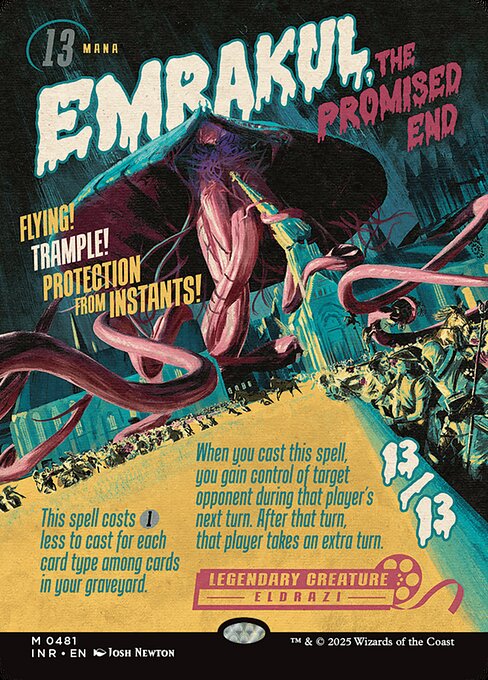 13 MANA
EMRAKUL,
THE
PROMISED
END
FLYING!
TRAMPLE!
PROTECTION
FROM INSTANTS!
This spell costs 1
less to cast for each
card type among cards
in your graveyard.
When you cast this spell,
you gain control of target
opponent during that player's
next turn. After that turn,
that player takes an extra turn.
13/13
LEGENDARY CREATURE
ELDRAZI
M 0481
INR • EN JOSH NEWTON
™ & © 2025 Wizards of the Coast